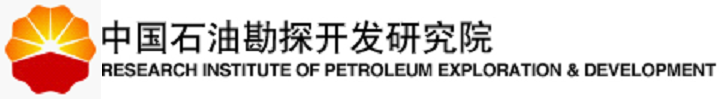 中国石油勘探开发研究院
RESEARCH INSTITUTE OF PETROLEUM EXPLORATION & DEVELOPMENT